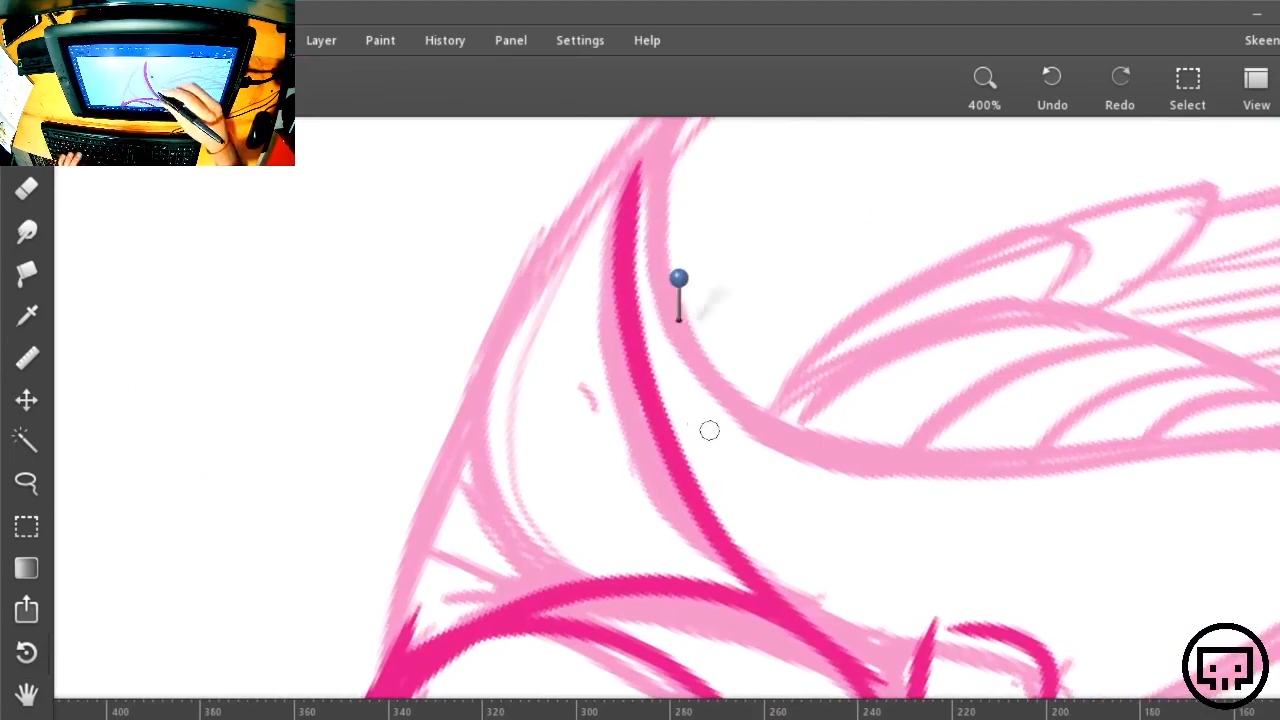 Layer Paint History Panel Settings Help Skeen
400% Undo Redo Select View
400 380 360 340 320 300 280 260 240 220 200 180 160